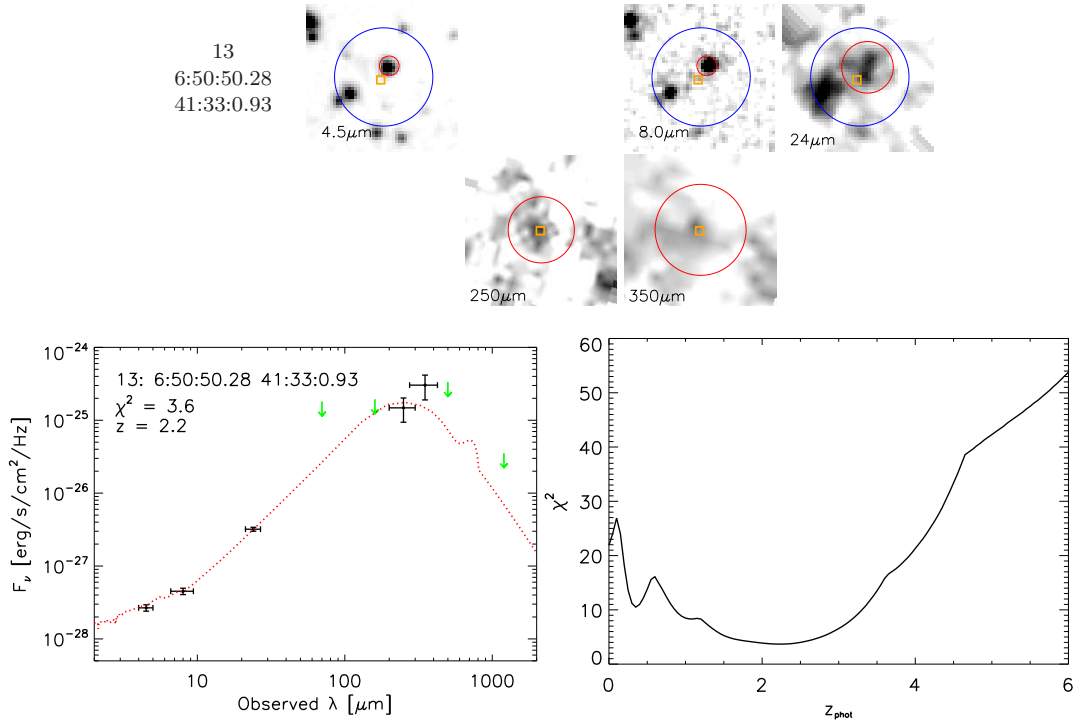 13
6:50:50.28
41:33:0.93
4.5μm
8.0μm
24μm
250μm
350μm
13: 6:50:50.28 41:33:0.93
χ² = 3.6
z = 2.2
10⁻²⁴
10⁻²⁵
10⁻²⁶
10⁻²⁷
10⁻²⁸
F_ν [erg/s/cm²/Hz]
10 100 1000
Observed λ [μm]
60
50
40
30
20
10
0
χ²
0 2 4 6
z_phot